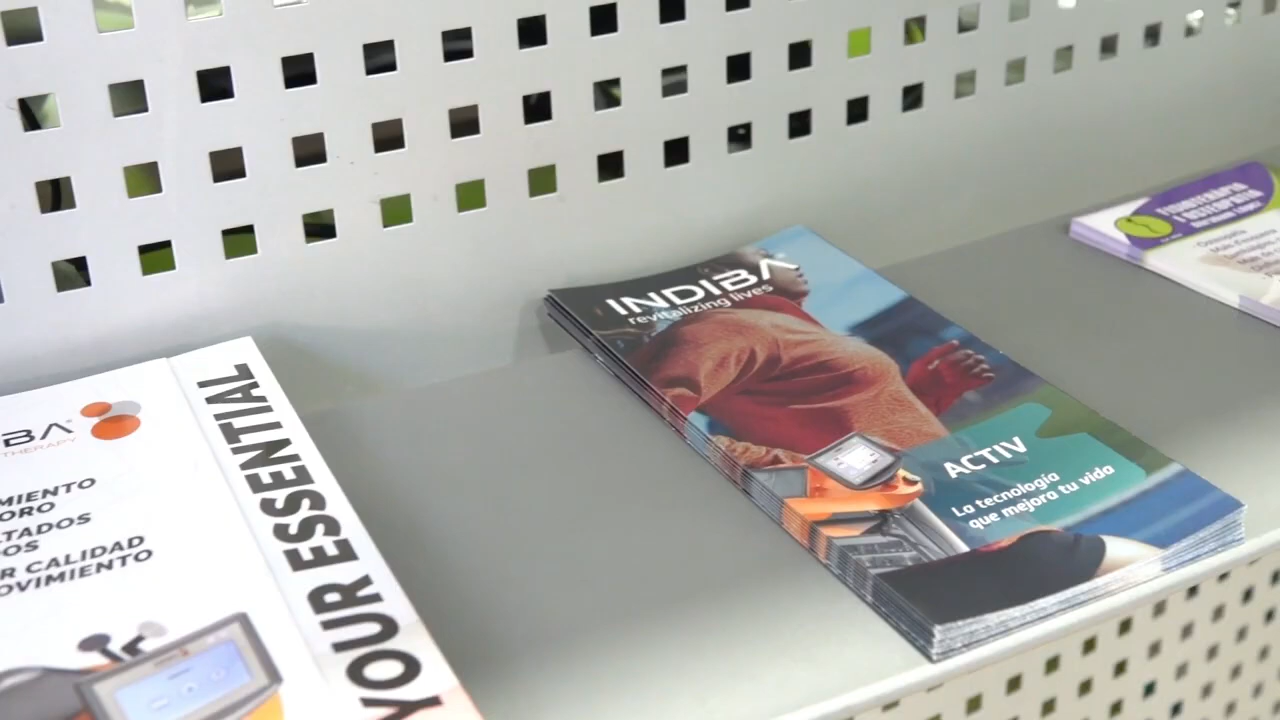 BA
THERAPY
MIENTO
ORO
TADOS
OS
R CALIDAD
OVIMIENTO
YOUR ESSENTIAL
INDIBA
revitalizing lives
ACTIV
La tecnología
que mejora tu vida